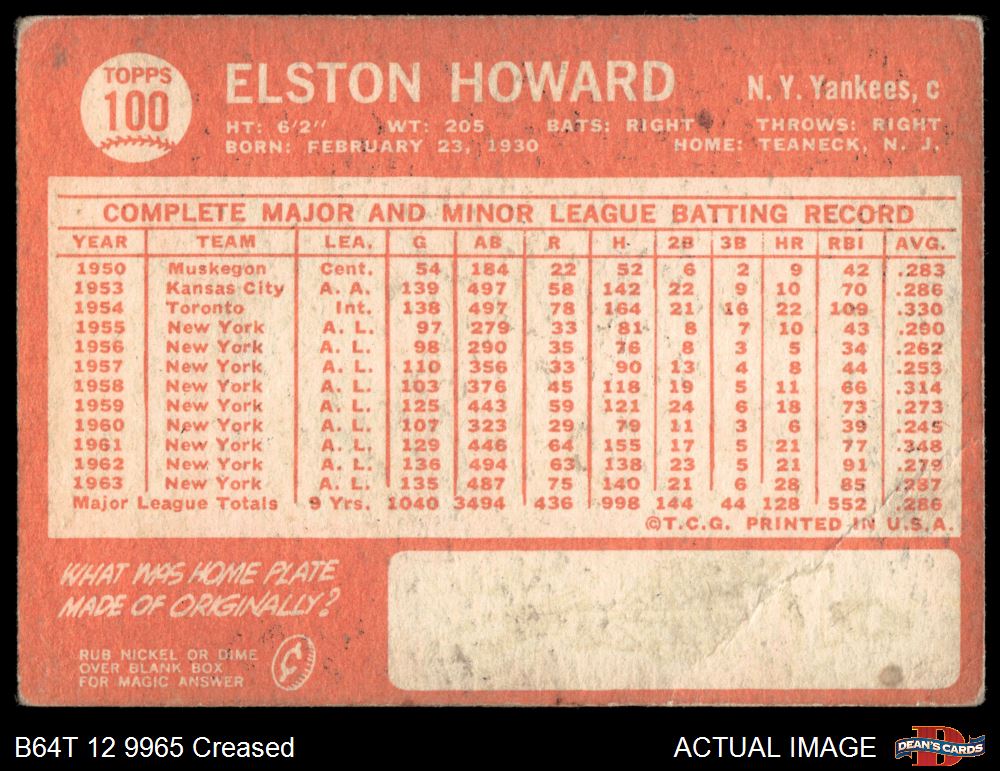 TOPPS
100
ELSTON HOWARD
N. Y. Yankees, c
HT: 6'2" WT: 205 BATS: RIGHT THROWS: RIGHT
BORN: FEBRUARY 23, 1930 HOME: TEANECK, N. J.
COMPLETE MAJOR AND MINOR LEAGUE BATTING RECORD
YEAR TEAM LEA. G AB R H 2B 3B HR RBI AVG.
1950 Muskegon Cent. 54 184 22 52 6 2 9 42 .283
1953 Kansas City A. A. 139 497 58 142 22 9 10 70 .286
1954 Toronto Int. 138 497 78 164 21 16 22 109 .330
1955 New York A. L. 97 279 33 81 8 7 10 43 .290
1956 New York A. L. 98 290 35 76 8 3 5 34 .262
1957 New York A. L. 110 356 33 90 13 4 8 44 .253
1958 New York A. L. 103 376 45 118 19 5 11 66 .314
1959 New York A. L. 125 443 59 121 24 6 18 73 .273
1960 New York A. L. 107 323 29 79 11 3 6 39 .245
1961 New York A. L. 129 446 64 155 17 5 21 77 .348
1962 New York A. L. 136 494 63 138 23 5 21 91 .279
1963 New York A. L. 135 487 75 140 21 6 28 85 .287
Major League Totals 9 Yrs. 1040 3494 436 998 144 44 128 552 .286
©T.C.G. PRINTED IN U.S.A.
WHAT WAS HOME PLATE
MADE OF ORIGINALLY?
RUB NICKEL OR DIME
OVER BLANK BOX
FOR MAGIC ANSWER
B64T 12 9965 Creased
ACTUAL IMAGE
DEAN'S CARDS